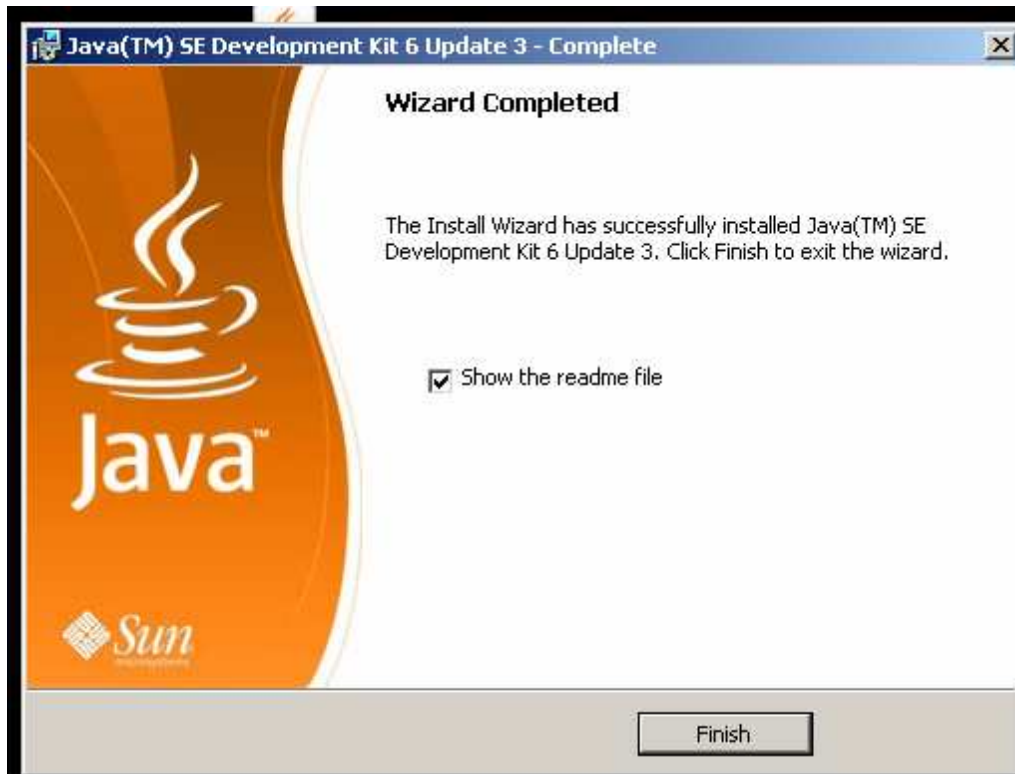 Java(TM) SE Development Kit 6 Update 3 - Complete
Wizard Completed
The Install Wizard has successfully installed Java(TM) SE
Development Kit 6 Update 3. Click Finish to exit the wizard.
Show the readme file
Java™
Sun
microsystems
Finish